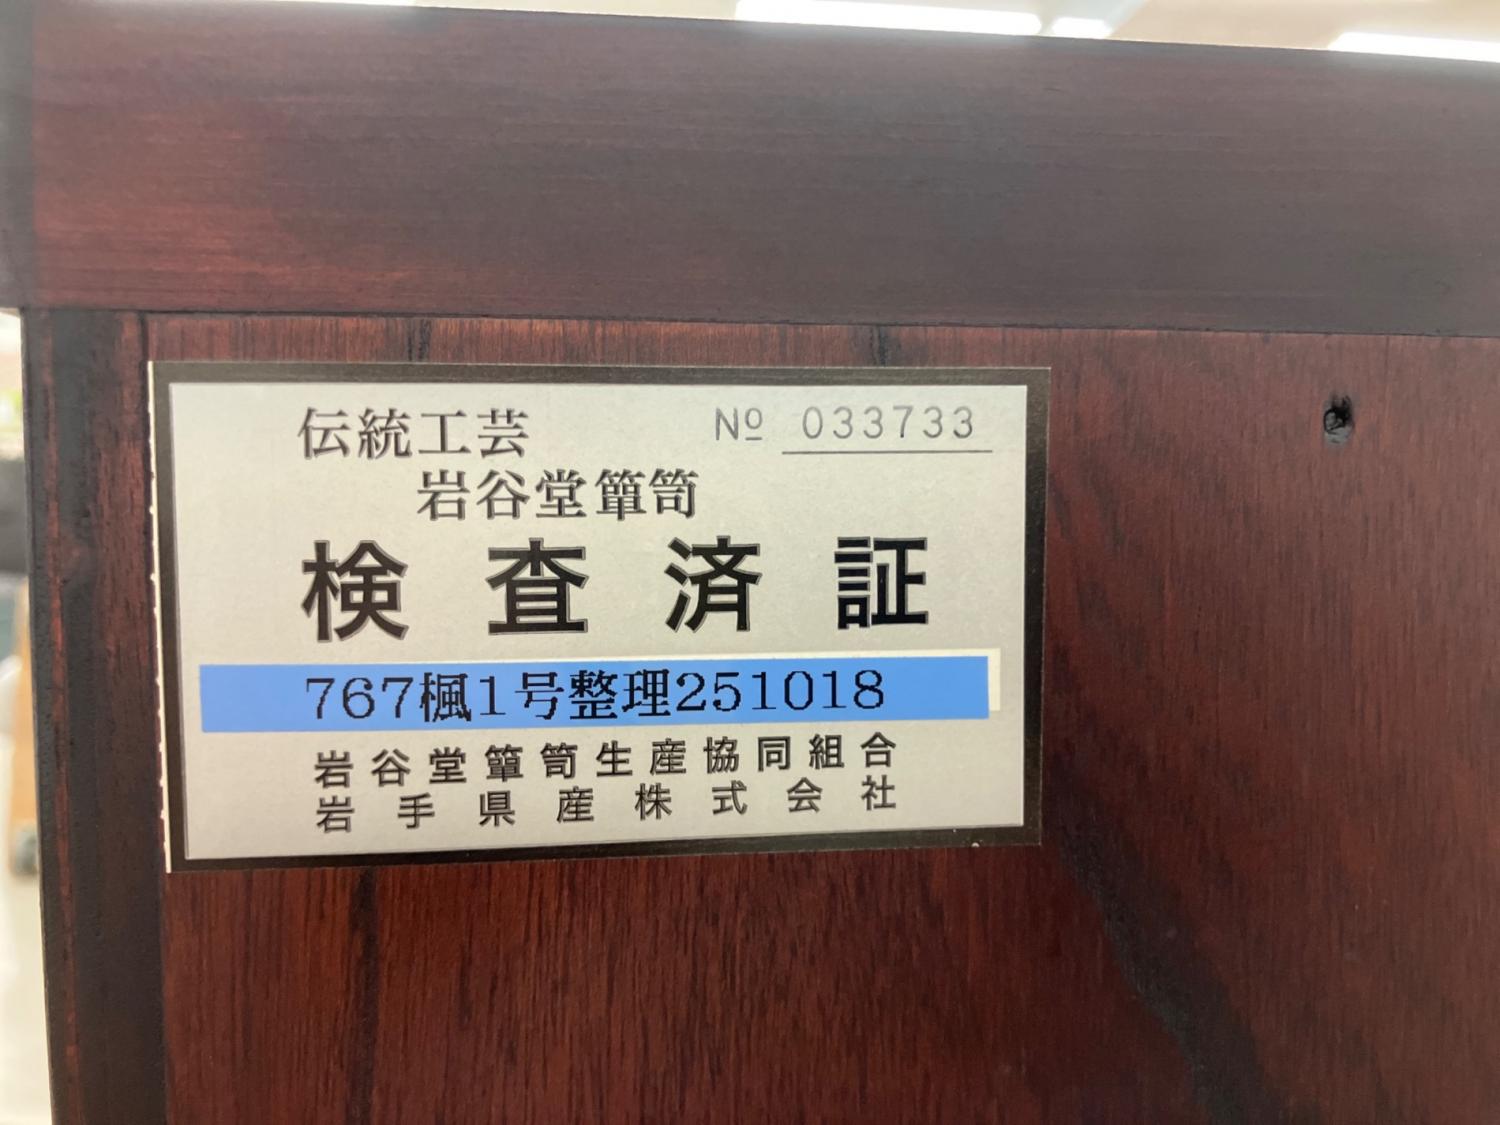 伝統工芸 № 033733
岩谷堂簞笥
検査済証
767楓1号整理251018
岩谷堂簞笥生産協同組合
岩手県産株式会社